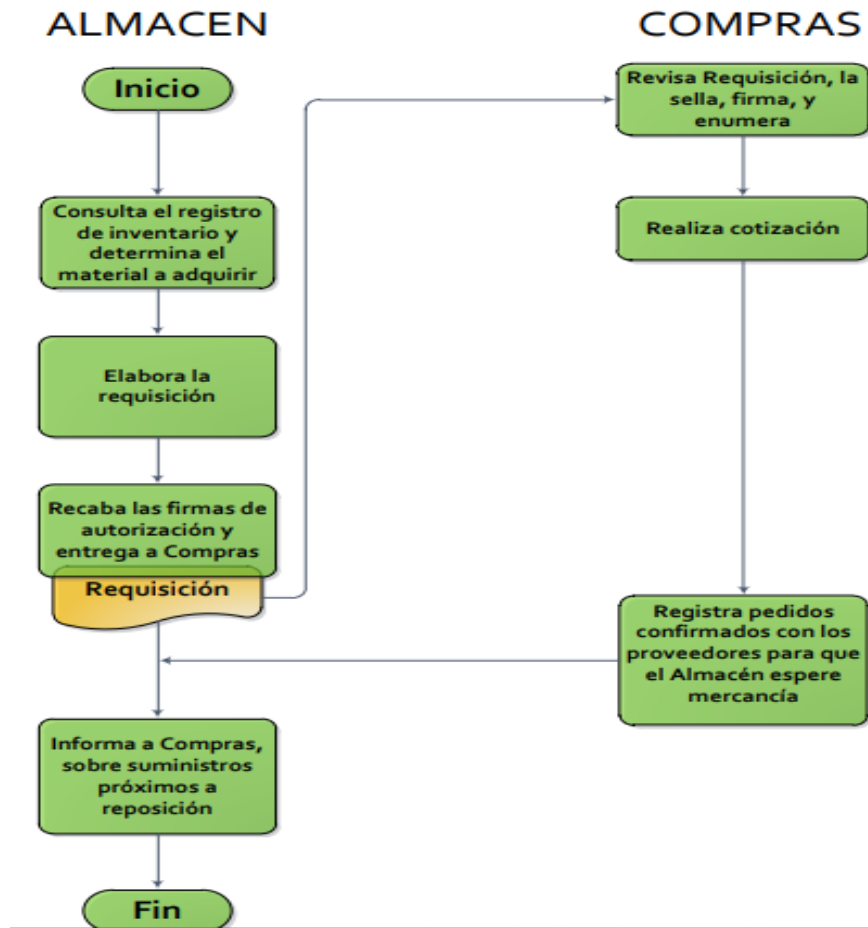 ALMACEN
Inicio
Consulta el registro
de inventario y
determina el
material a adquirir
Elabora la
requisición
Recaba las firmas de
autorización y
entrega a Compras
Requisición
Informa a Compras,
sobre suministros
próximos a
reposición
Fin
COMPRAS
Revisa Requisición, la
sella, firma, y
enumera
Realiza cotización
Registra pedidos
confirmados con los
proveedores para que
el Almacén espere
mercancía